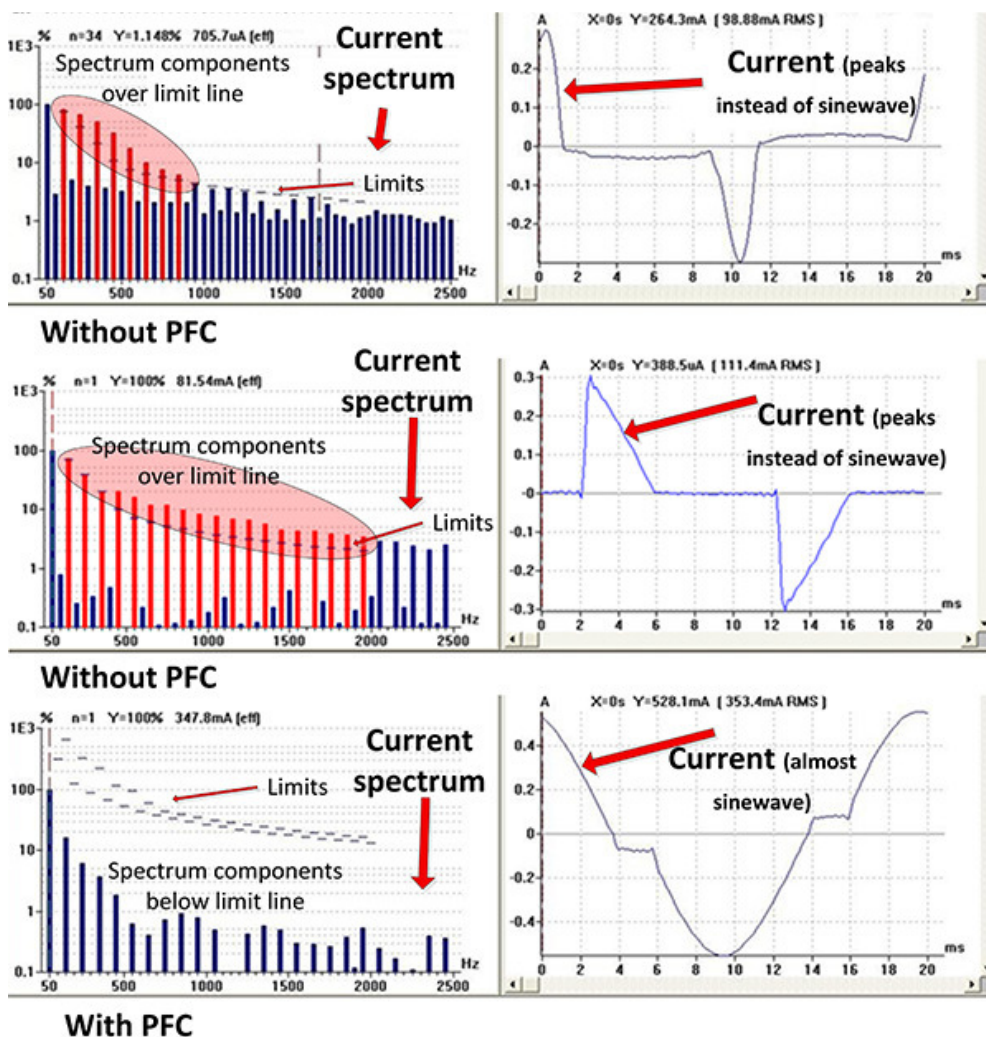 % n=34 Y=1.148% 705.7uA (eff)
1E3
100
10
1
0.1
50 500 1000 1500 2000 2500
Hz
Spectrum components
over limit line
Current
spectrum
Limits
A X=0s Y=264.3mA [ 98.88mA RMS]
0.2
0.1
0
-0.1
-0.2
0 2 4 6 8 10 12 14 16 18 20
ms
Current (peaks
instead of sinewave)
Without PFC
% n=1 Y=100% 81.54mA (eff)
1E3
100
10
1
0.1
50 500 1000 1500 2000 2500
Hz
Spectrum components
over limit line
Current
spectrum
Limits
A X=0s Y=388.5uA [111.4mA RMS]
0.3
0.2
0.1
-0
-0.1
-0.2
-0.3
0 2 4 6 8 10 12 14 16 18 20
ms
Current (peaks
instead of sinewave)
Without PFC
% n=1 Y=100% 347.8mA (eff)
1E3
100
10
1
0.1
50 500 1000 1500 2000 2500
Hz
Limits
Current
spectrum
Spectrum components
below limit line
A X=0s Y=528.1mA [353.4mA RMS]
0.4
0.2
0
-0.2
-0.4
0 2 4 6 8 10 12 14 16 18 20
ms
Current (almost
sinewave)
With PFC